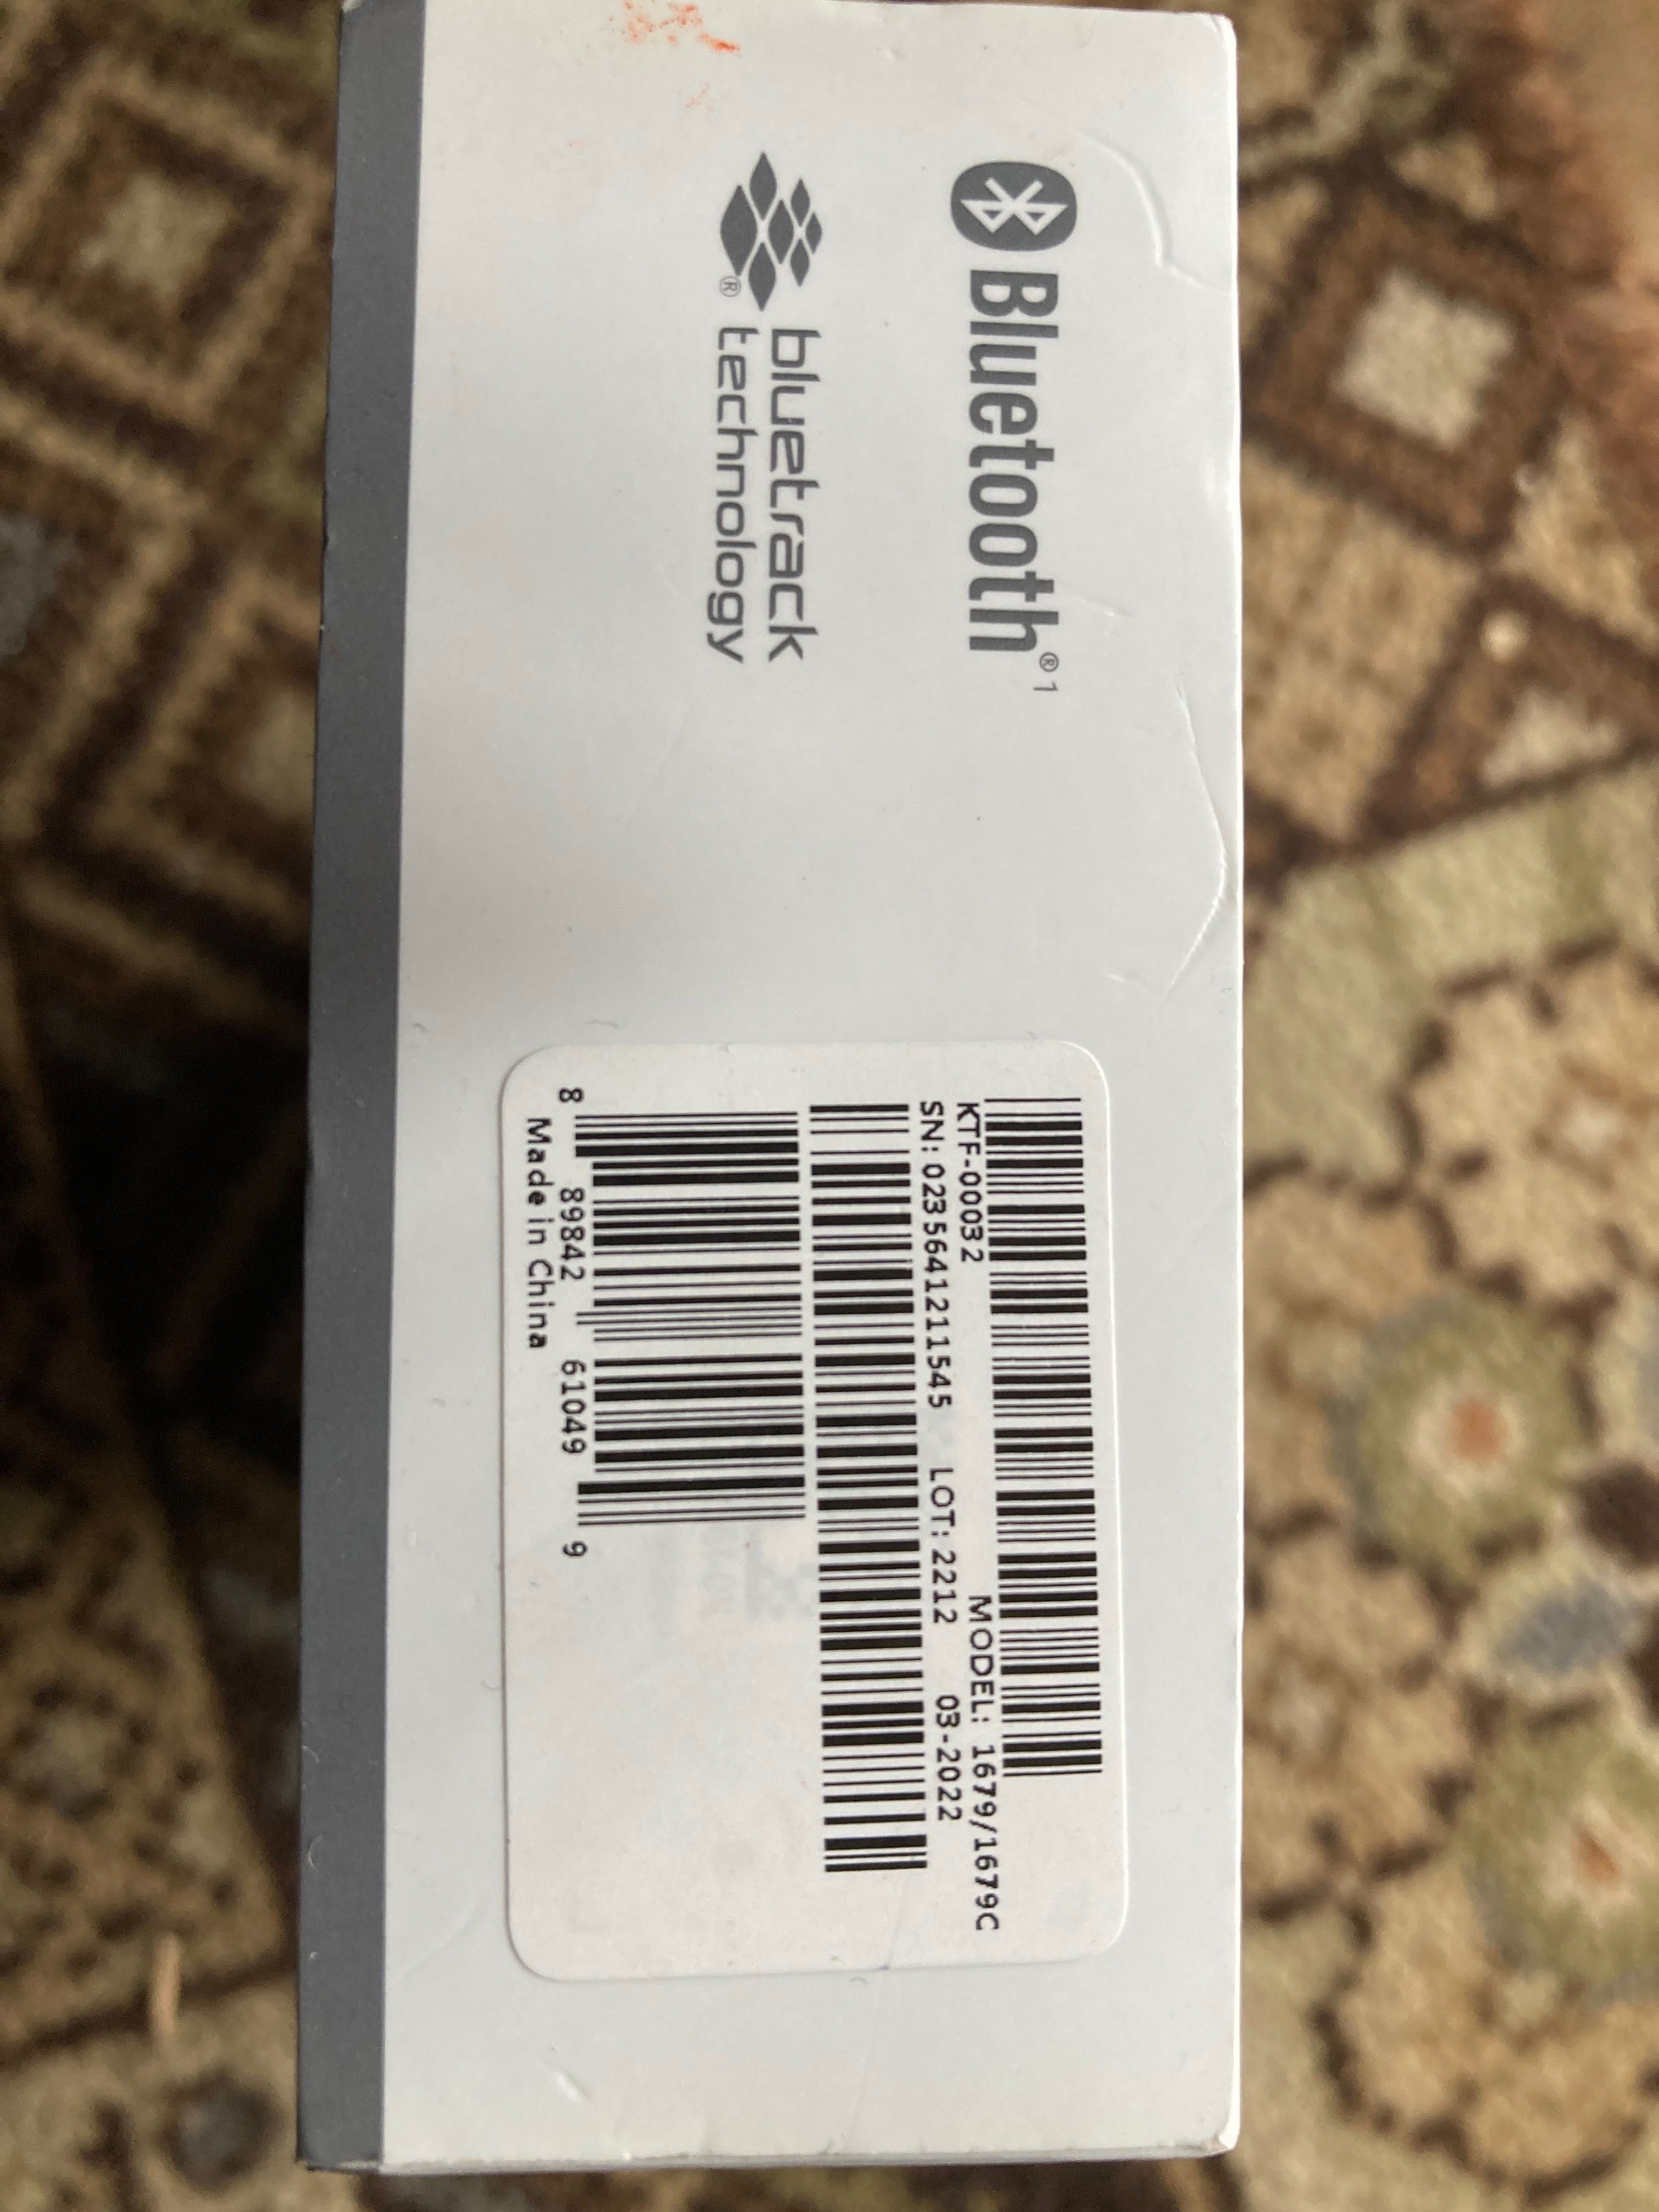 Bluetooth®1
bluetrack
technology
®
KTF-00032 MODEL: 1679/1679C
SN: 0235641211545 LOT: 2212 03-2022
8 89842 61049 9
Made in China